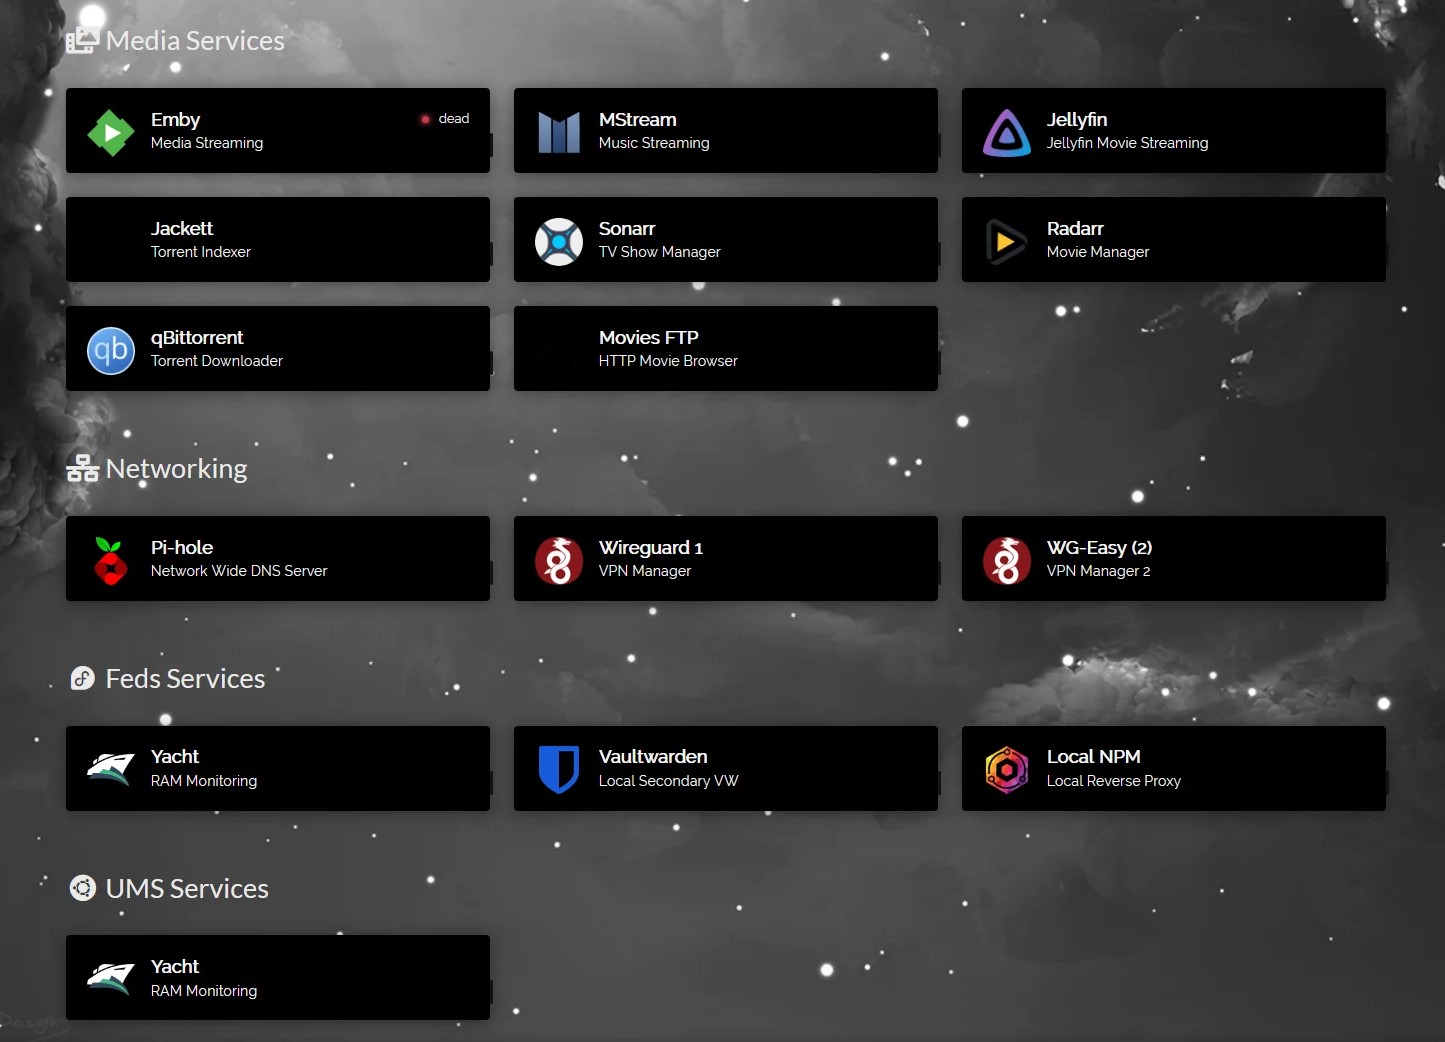 Media Services
Emby
dead
Media Streaming
MStream
Music Streaming
Jellyfin
Jellyfin Movie Streaming
Jackett
Torrent Indexer
Sonarr
TV Show Manager
Radarr
Movie Manager
qb
qBittorrent
Torrent Downloader
Movies FTP
HTTP Movie Browser
Networking
Pi-hole
Network Wide DNS Server
Wireguard 1
VPN Manager
WG-Easy (2)
VPN Manager 2
Feds Services
Yacht
RAM Monitoring
Vaultwarden
Local Secondary VW
Local NPM
Local Reverse Proxy
UMS Services
Yacht
RAM Monitoring